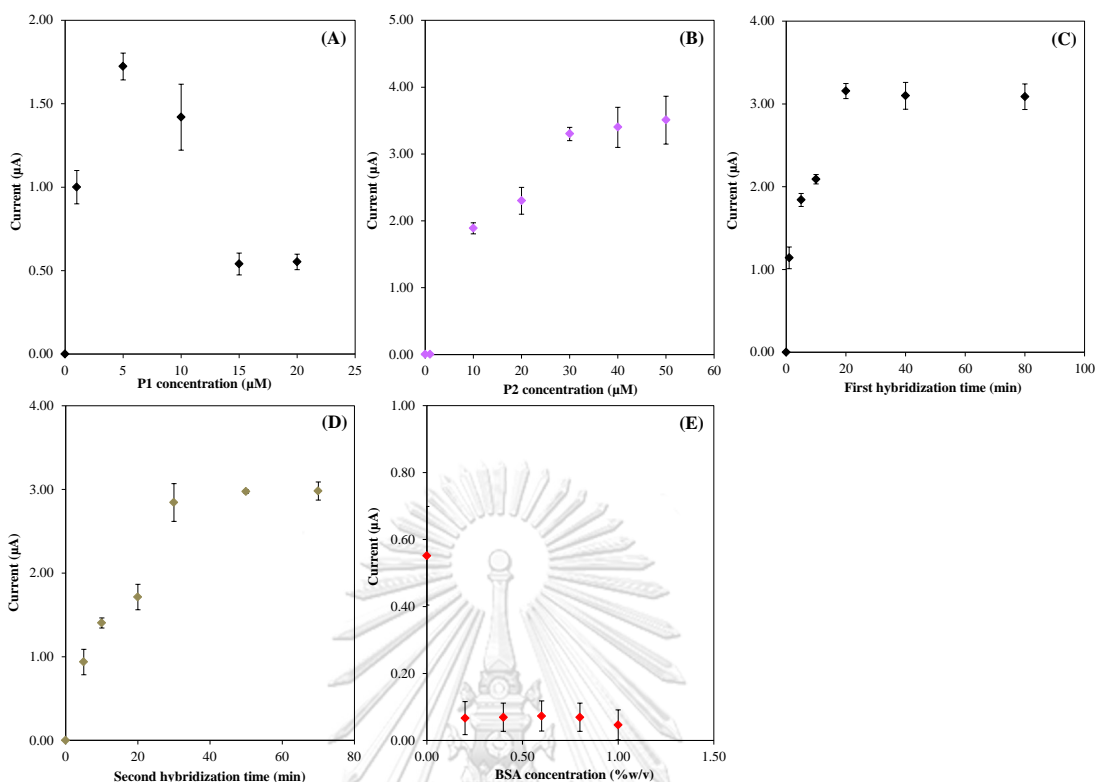 (A)
Current (µA)
2.00
1.50
1.00
0.50
0.00
0 5 10 15 20 25
P1 concentration (µM)
(B)
Current (µA)
5.00
4.00
3.00
2.00
1.00
0.00
0 10 20 30 40 50 60
P2 concentration (µM)
(C)
Current (µA)
4.00
3.00
2.00
1.00
0.00
0 20 40 60 80 100
First hybridization time (min)
(D)
Current (µA)
4.00
3.00
2.00
1.00
0.00
0 20 40 60 80
Second hybridization time (min)
(E)
Current (µA)
1.00
0.80
0.60
0.40
0.20
0.00
0.00 0.50 1.00 1.50
BSA concentration (%w/v)